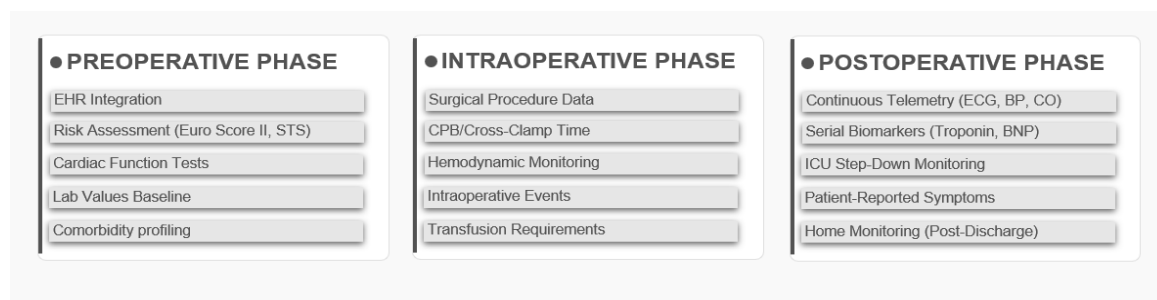 ● PREOPERATIVE PHASE
EHR Integration
Risk Assessment (Euro Score II, STS)
Cardiac Function Tests
Lab Values Baseline
Comorbidity profiling
● INTRAOPERATIVE PHASE
Surgical Procedure Data
CPB/Cross-Clamp Time
Hemodynamic Monitoring
Intraoperative Events
Transfusion Requirements
● POSTOPERATIVE PHASE
Continuous Telemetry (ECG, BP, CO)
Serial Biomarkers (Troponin, BNP)
ICU Step-Down Monitoring
Patient-Reported Symptoms
Home Monitoring (Post-Discharge)